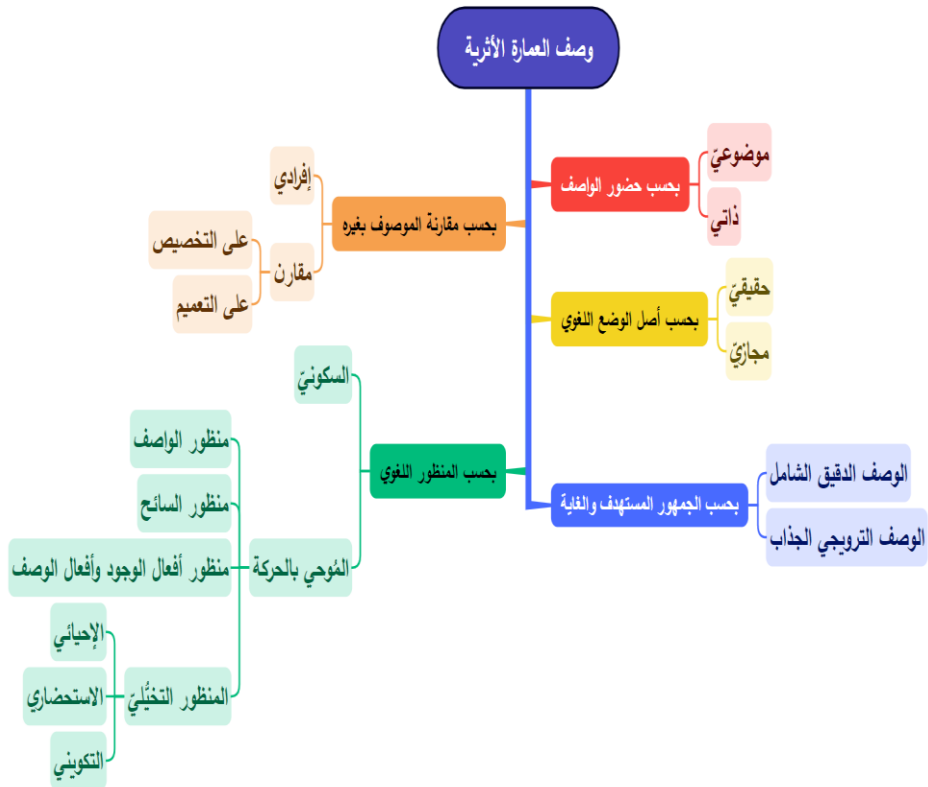 وصف العمارة الأثرية
بحسب حضور الواصف
موضوعيّ
ذاتي
بحسب أصل الوضع اللغوي
حقيقيّ
مجازيّ
بحسب الجمهور المستهدف والغاية
الوصف الدقيق الشامل
الوصف الترويجي الجذاب
بحسب مقارنة الموصوف بغيره
إفرادي
مقارن
على التخصيص
على التعميم
بحسب المنظور اللغوي
السكونيّ
المُوحي بالحركة
منظور الواصف
منظور السائح
منظور أفعال الوجود وأفعال الوصف
المنظور التخيُّليّ
الإحيائي
الاستحضاري
التكويني